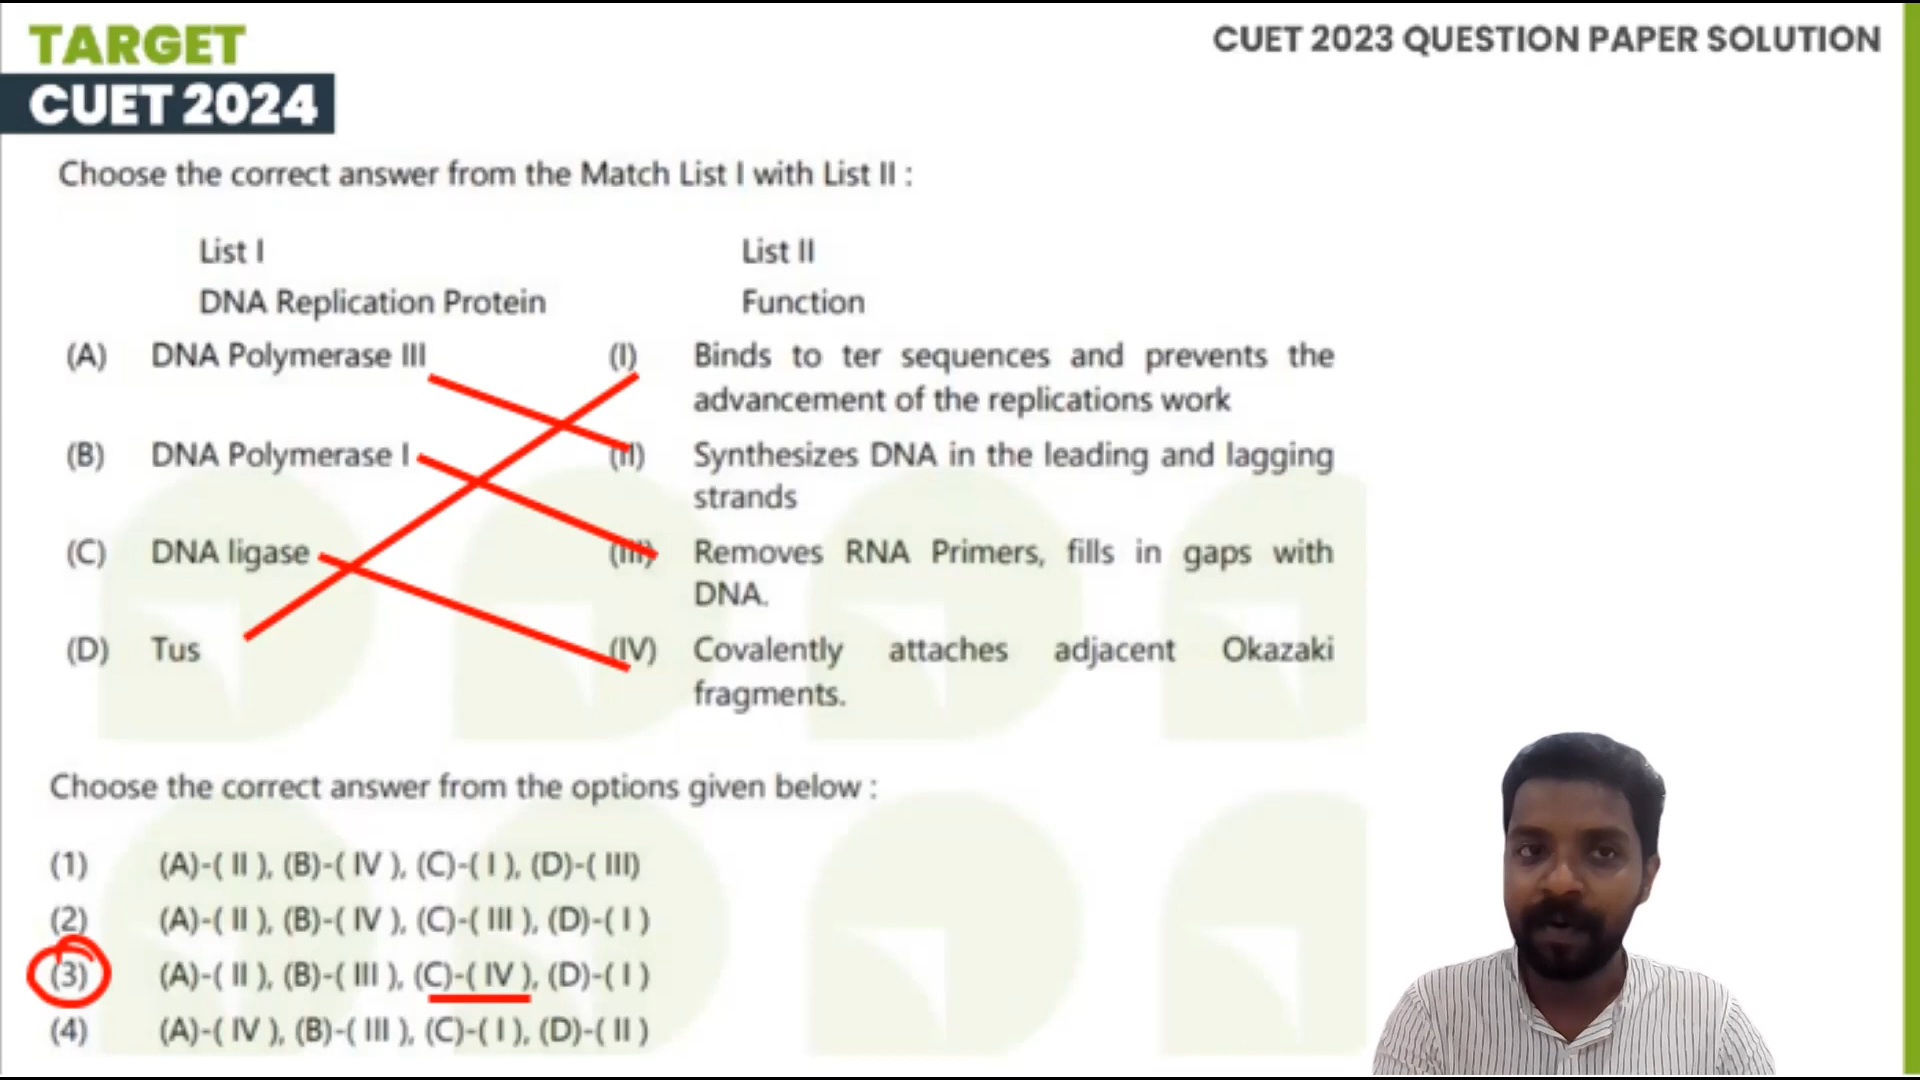 TARGET
CUET 2024
CUET 2023 QUESTION PAPER SOLUTION
Choose the correct answer from the Match List I with List II :
List I List II
DNA Replication Protein Function
(A) DNA Polymerase III (I) Binds to ter sequences and prevents the
advancement of the replications work
(B) DNA Polymerase I (II) Synthesizes DNA in the leading and lagging
strands
(C) DNA ligase (III) Removes RNA Primers, fills in gaps with
DNA.
(D) Tus (IV) Covalently attaches adjacent Okazaki
fragments.
Choose the correct answer from the options given below :
(1) (A)-( II ), (B)-( IV ), (C)-( I ), (D)-( III)
(2) (A)-( II ), (B)-( IV ), (C)-( III ), (D)-( I )
(3) (A)-( II ), (B)-( III ), (C)-( IV ), (D)-( I )
(4) (A)-( IV ), (B)-( III ), (C)-( I ), (D)-( II )